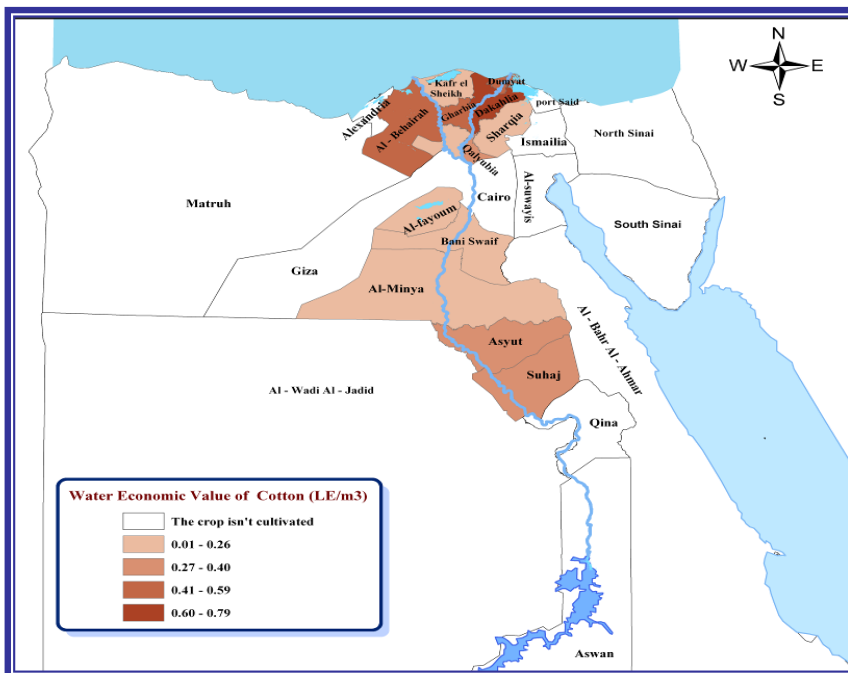 N
W E
S
Kafr el
Sheikh
Dumyat
port Said
Alexandria
Al - Behairah
Gharbia
Dakahlia
Sharqia
North Sinai
Ismailia
Qalyubia
Matruh
Cairo
Al-suwayis
South Sinai
Al-fayoum
Bani Swaif
Giza
Al-Minya
Al - Bahr Al - Ahmar
Asyut
Suhaj
Al - Wadi Al - Jadid
Qina
Water Economic Value of Cotton (LE/m3)
The crop isn't cultivated
0.01 - 0.26
0.27 - 0.40
0.41 - 0.59
0.60 - 0.79
Aswan